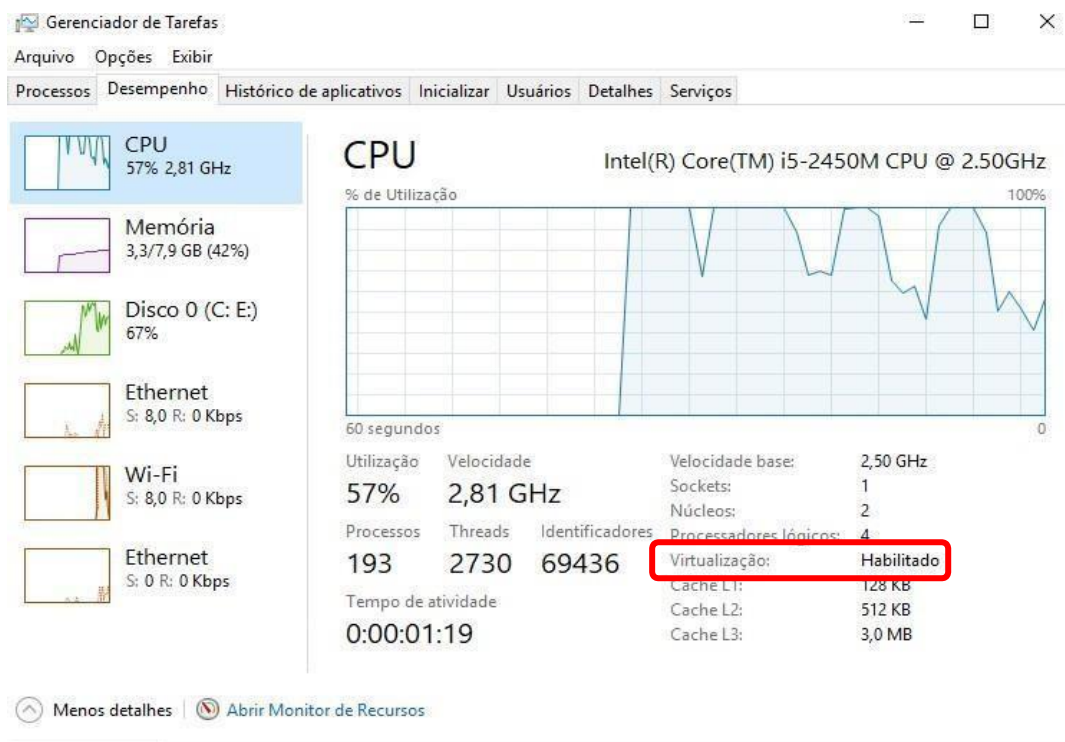 Gerenciador de Tarefas
Arquivo Opções Exibir
Processos Desempenho Histórico de aplicativos Inicializar Usuários Detalhes Serviços
CPU
57% 2,81 GHz
Memória
3,3/7,9 GB (42%)
Disco 0 (C: E:)
67%
Ethernet
S: 8,0 R: 0 Kbps
Wi-Fi
S: 8,0 R: 0 Kbps
Ethernet
S: 0 R: 0 Kbps
CPU Intel(R) Core(TM) i5-2450M CPU @ 2.50GHz
% de Utilização 100%
60 segundos 0
Utilização Velocidade
57% 2,81 GHz
Processos Threads Identificadores
193 2730 69436
Tempo de atividade
0:00:01:19
Velocidade base: 2,50 GHz
Sockets: 1
Núcleos: 2
Processadores lógicos: 4
Virtualização: Habilitado
Cache L1: 128 KB
Cache L2: 512 KB
Cache L3: 3,0 MB
Menos detalhes Abrir Monitor de Recursos